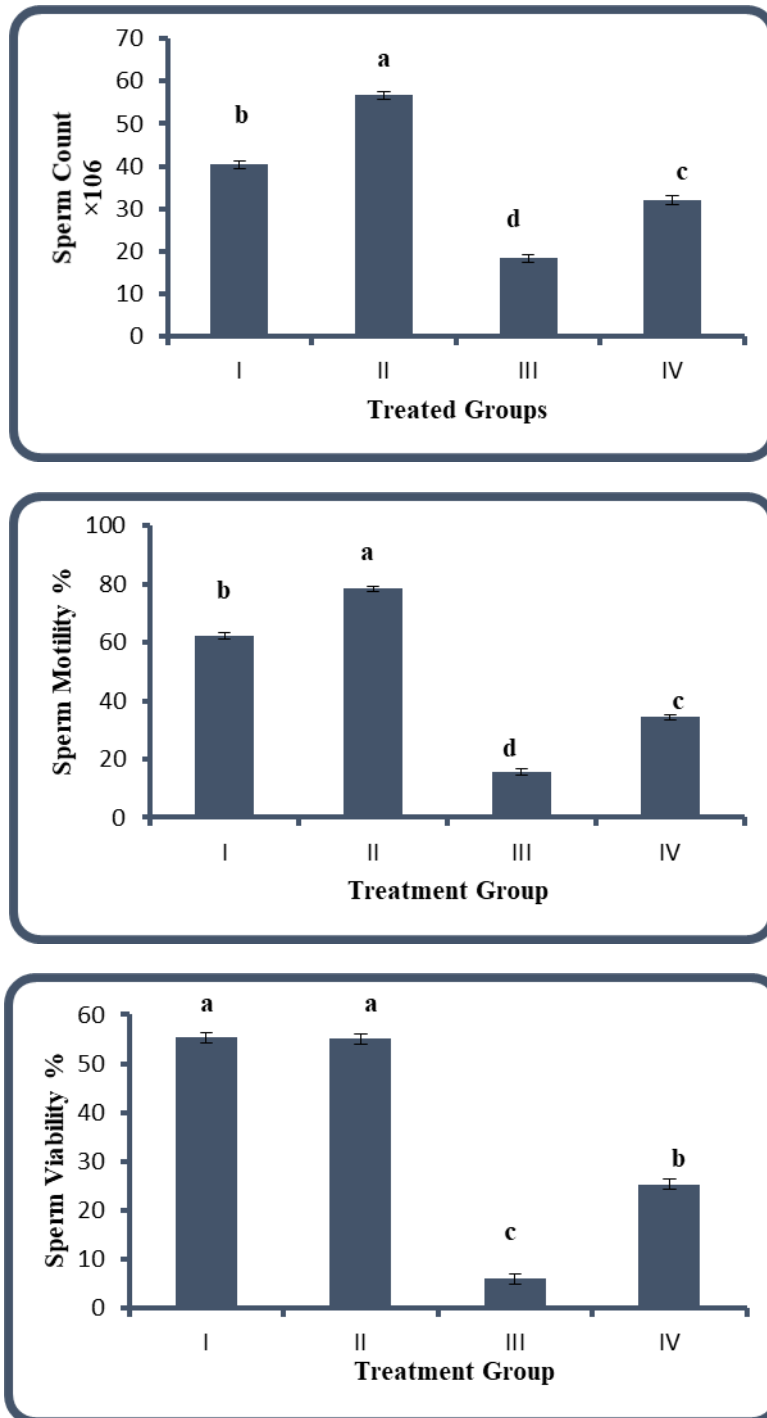 70
60
50
40
30
20
10
0
Sperm Count
×106
b
a
d
c
I II III IV
Treated Groups
100
80
60
40
20
0
Sperm Motility %
b
a
d
c
I II III IV
Treatment Group
60
50
40
30
20
10
0
Sperm Viability %
a
a
c
b
I II III IV
Treatment Group